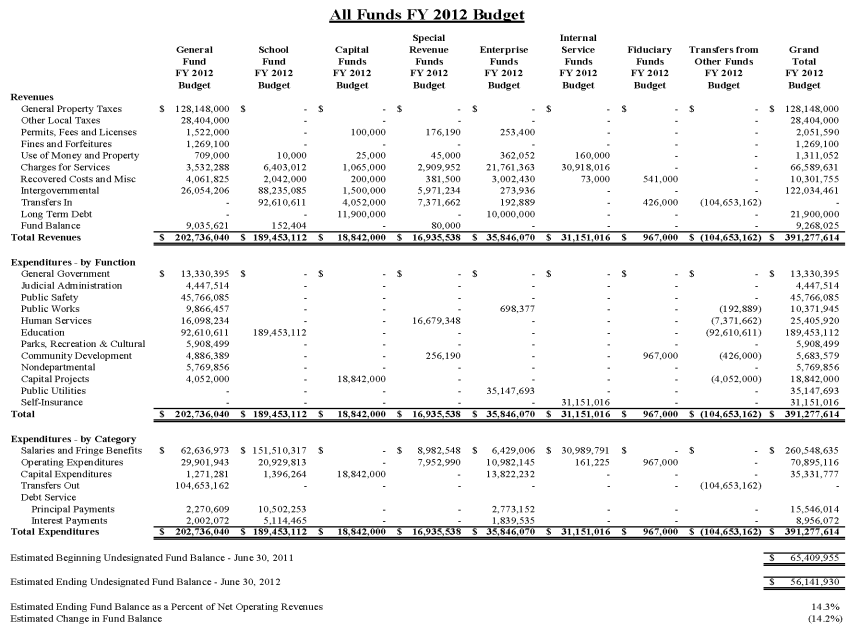 All Funds FY 2012 Budget
General Fund FY 2012 Budget School Fund FY 2012 Budget Capital Funds FY 2012 Budget Special Revenue Funds FY 2012 Budget Enterprise Funds FY 2012 Budget Internal Service Funds FY 2012 Budget Fiduciary Funds FY 2012 Budget Transfers from Other Funds FY 2012 Budget Grand Total FY 2012 Budget
Revenues
General Property Taxes $ 128,148,000 $ - $ - $ - $ - $ - $ - $ - $ 128,148,000
Other Local Taxes 28,404,000 - - - - - - - 28,404,000
Permits, Fees and Licenses 1,522,000 - 100,000 176,190 253,400 - - - 2,051,590
Fines and Forfeitures 1,269,100 - - - - - - - 1,269,100
Use of Money and Property 709,000 10,000 25,000 45,000 362,052 160,000 - - 1,311,052
Charges for Services 3,532,288 6,403,012 1,065,000 2,909,952 21,761,363 30,918,016 - - 66,589,631
Recovered Costs and Misc 4,061,825 2,042,000 200,000 381,500 3,002,430 73,000 541,000 - 10,301,755
Intergovernmental 26,054,206 88,235,085 1,500,000 5,971,234 273,936 - - - 122,034,461
Transfers In - 92,610,611 4,052,000 7,371,662 192,889 - 426,000 (104,653,162) -
Long Term Debt - - 11,900,000 - 10,000,000 - - - 21,900,000
Fund Balance 9,035,621 152,404 - 80,000 - - - - 9,268,025
Total Revenues $ 202,736,040 $ 189,453,112 $ 18,842,000 $ 16,935,538 $ 35,846,070 $ 31,151,016 $ 967,000 $ (104,653,162) $ 391,277,614
Expenditures - by Function
General Government $ 13,330,395 $ - $ - $ - $ - $ - $ - $ - $ 13,330,395
Judicial Administration 4,447,514 - - - - - - - 4,447,514
Public Safety 45,766,085 - - - - - - - 45,766,085
Public Works 9,866,457 - - - 698,377 - - (192,889) 10,371,945
Human Services 16,098,234 - - 16,679,348 - - - (7,371,662) 25,405,920
Education 92,610,611 189,453,112 - - - - - (92,610,611) 189,453,112
Parks, Recreation & Cultural 5,908,499 - - - - - - - 5,908,499
Community Development 4,886,389 - - 256,190 - - 967,000 (426,000) 5,683,579
Nondepartmental 5,769,856 - - - - - - - 5,769,856
Capital Projects 4,052,000 - 18,842,000 - - - - (4,052,000) 18,842,000
Public Utilities - - - - 35,147,693 - - - 35,147,693
Self-Insurance - - - - - 31,151,016 - - 31,151,016
Total $ 202,736,040 $ 189,453,112 $ 18,842,000 $ 16,935,538 $ 35,846,070 $ 31,151,016 $ 967,000 $ (104,653,162) $ 391,277,614
Expenditures - by Category
Salaries and Fringe Benefits $ 62,636,973 $ 151,510,317 $ - $ 8,982,548 $ 6,429,006 $ 30,989,791 $ - $ - $ 260,548,635
Operating Expenditures 29,901,943 20,929,813 - 7,952,990 10,982,145 161,225 967,000 - 70,895,116
Capital Expenditures 1,271,281 1,396,264 18,842,000 - 13,822,232 - - - 35,331,777
Transfers Out 104,653,162 - - - - - - (104,653,162) -
Debt Service
Principal Payments 2,270,609 10,502,253 - - 2,773,152 - - - 15,546,014
Interest Payments 2,002,072 5,114,465 - - 1,839,535 - - - 8,956,072
Total Expenditures $ 202,736,040 $ 189,453,112 $ 18,842,000 $ 16,935,538 $ 35,846,070 $ 31,151,016 $ 967,000 $ (104,653,162) $ 391,277,614
Estimated Beginning Undesignated Fund Balance - June 30, 2011 $ 65,409,955
Estimated Ending Undesignated Fund Balance - June 30, 2012 $ 56,141,930
Estimated Ending Fund Balance as a Percent of Net Operating Revenues 14.3%
Estimated Change in Fund Balance (14.2%)